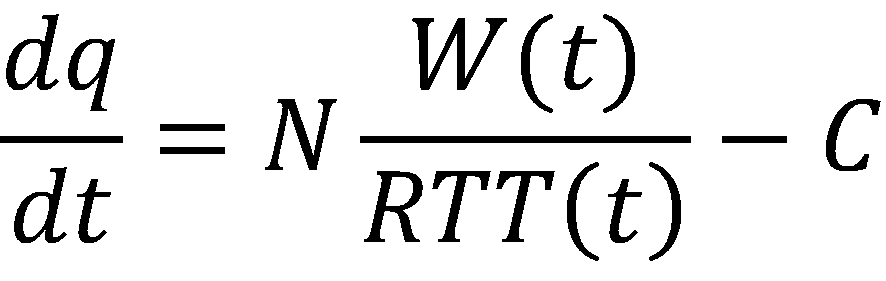 dq/dt = N W(t)/RTT(t) − C